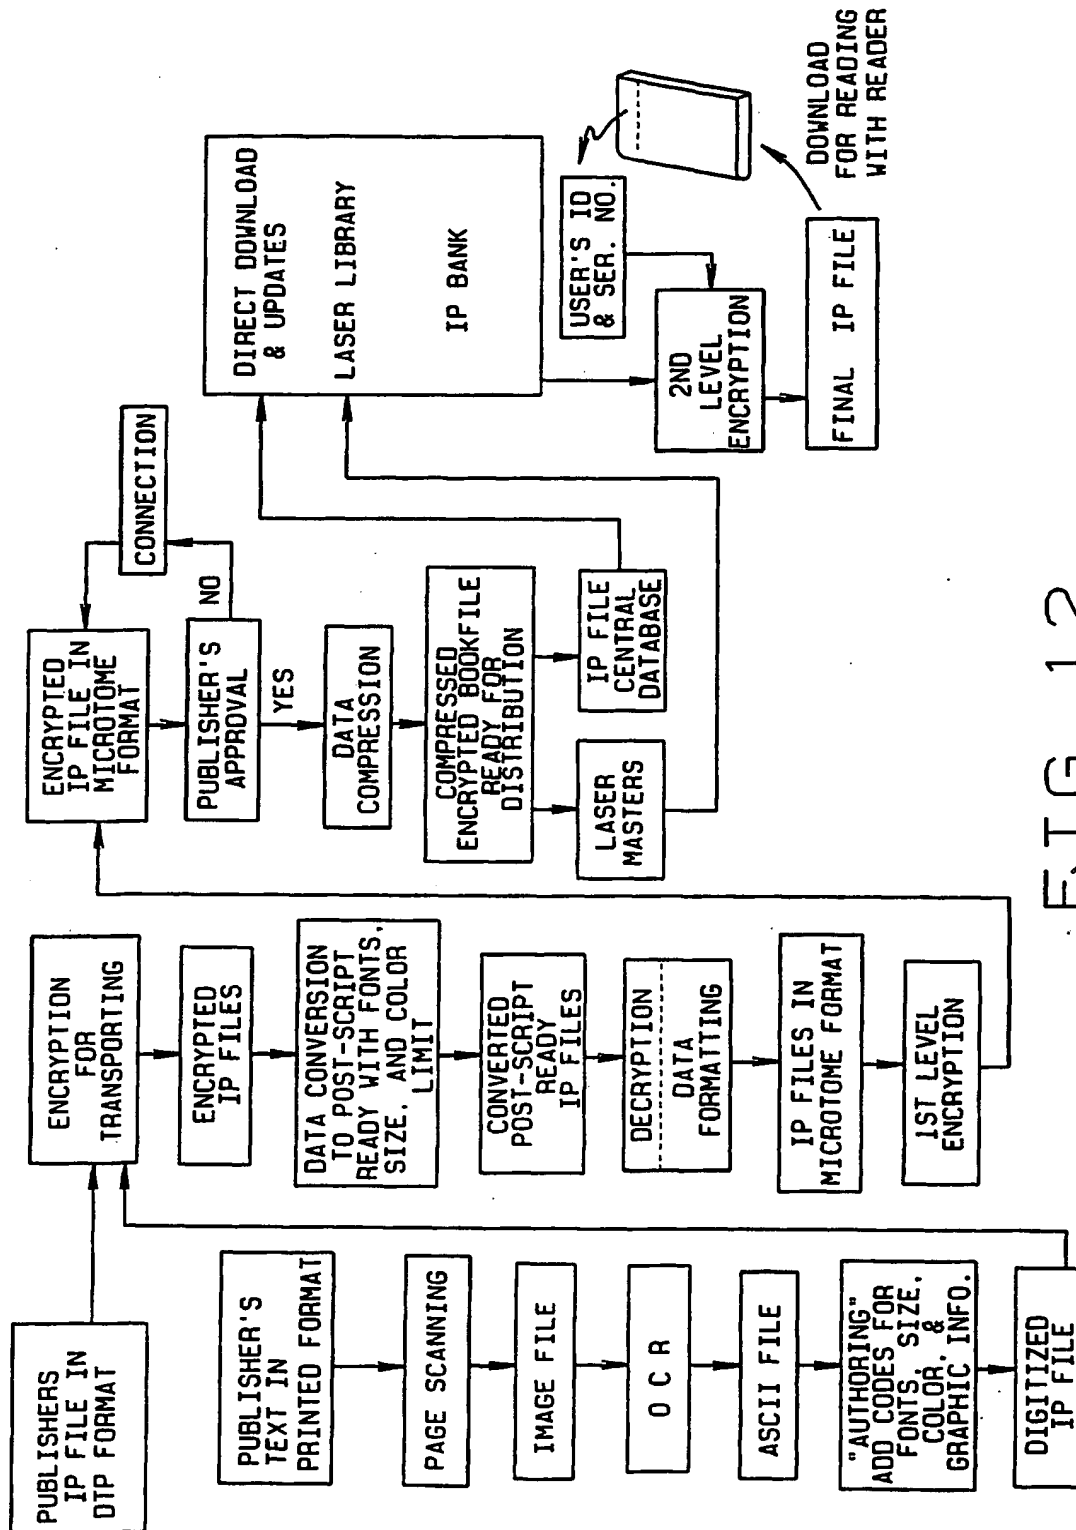 PUBLISHERS
IP FILE IN
DTP FORMAT
PUBLISHER'S
TEXT IN
PRINTED FORMAT
PAGE SCANNING
IMAGE FILE
O C R
ASCII FILE
"AUTHORING"
ADD CODES FOR
FONTS, SIZE,
COLOR, &
GRAPHIC INFO.
DIGITIZED
IP FILE
ENCRYPTION
FOR
TRANSPORTING
ENCRYPTED
IP FILES
DATA CONVERSION
TO POST-SCRIPT
READY WITH FONTS,
SIZE, AND COLOR
LIMIT
CONVERTED
POST-SCRIPT
READY
IP FILES
DECRYPTION
DATA
FORMATTING
IP FILES IN
MICROTOME FORMAT
1ST LEVEL
ENCRYPTION
ENCRYPTED
IP FILE IN
MICROTOME
FORMAT
CONNECTION
PUBLISHER'S
APPROVAL
NO
YES
DATA
COMPRESSION
COMPRESSED
ENCRYPTED BOOKFILE
READY FOR
DISTRIBUTION
LASER
MASTERS
IP FILE
CENTRAL
DATABASE
DIRECT DOWNLOAD
& UPDATES
LASER LIBRARY
IP BANK
USER'S ID
& SER. NO.
2ND
LEVEL
ENCRYPTION
FINAL IP FILE
DOWNLOAD
FOR READING
WITH READER
FIG 12